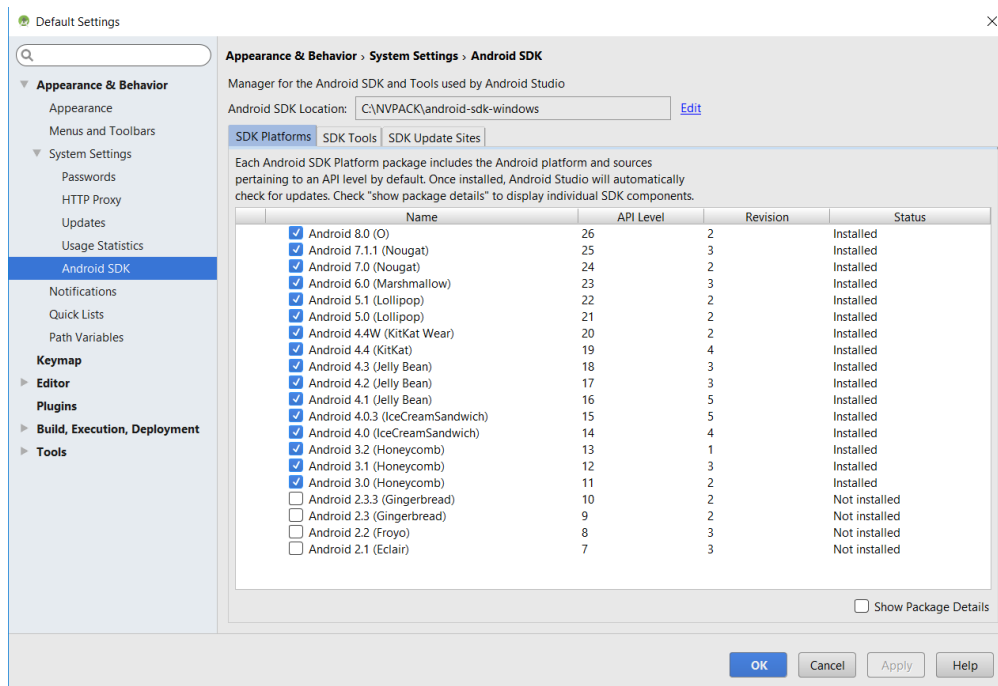 Default Settings
Appearance & Behavior › System Settings › Android SDK
Appearance & Behavior
Appearance
Menus and Toolbars
System Settings
Passwords
HTTP Proxy
Updates
Usage Statistics
Android SDK
Notifications
Quick Lists
Path Variables
Keymap
Editor
Plugins
Build, Execution, Deployment
Tools
Manager for the Android SDK and Tools used by Android Studio
Android SDK Location: C:\NVPACK\android-sdk-windows Edit
SDK Platforms SDK Tools SDK Update Sites
Each Android SDK Platform package includes the Android platform and sources
pertaining to an API level by default. Once installed, Android Studio will automatically
check for updates. Check "show package details" to display individual SDK components.
Name API Level Revision Status
Android 8.0 (O) 26 2 Installed
Android 7.1.1 (Nougat) 25 3 Installed
Android 7.0 (Nougat) 24 2 Installed
Android 6.0 (Marshmallow) 23 3 Installed
Android 5.1 (Lollipop) 22 2 Installed
Android 5.0 (Lollipop) 21 2 Installed
Android 4.4W (KitKat Wear) 20 2 Installed
Android 4.4 (KitKat) 19 4 Installed
Android 4.3 (Jelly Bean) 18 3 Installed
Android 4.2 (Jelly Bean) 17 3 Installed
Android 4.1 (Jelly Bean) 16 5 Installed
Android 4.0.3 (IceCreamSandwich) 15 5 Installed
Android 4.0 (IceCreamSandwich) 14 4 Installed
Android 3.2 (Honeycomb) 13 1 Installed
Android 3.1 (Honeycomb) 12 3 Installed
Android 3.0 (Honeycomb) 11 2 Installed
Android 2.3.3 (Gingerbread) 10 2 Not installed
Android 2.3 (Gingerbread) 9 2 Not installed
Android 2.2 (Froyo) 8 3 Not installed
Android 2.1 (Eclair) 7 3 Not installed
Show Package Details
OK Cancel Apply Help